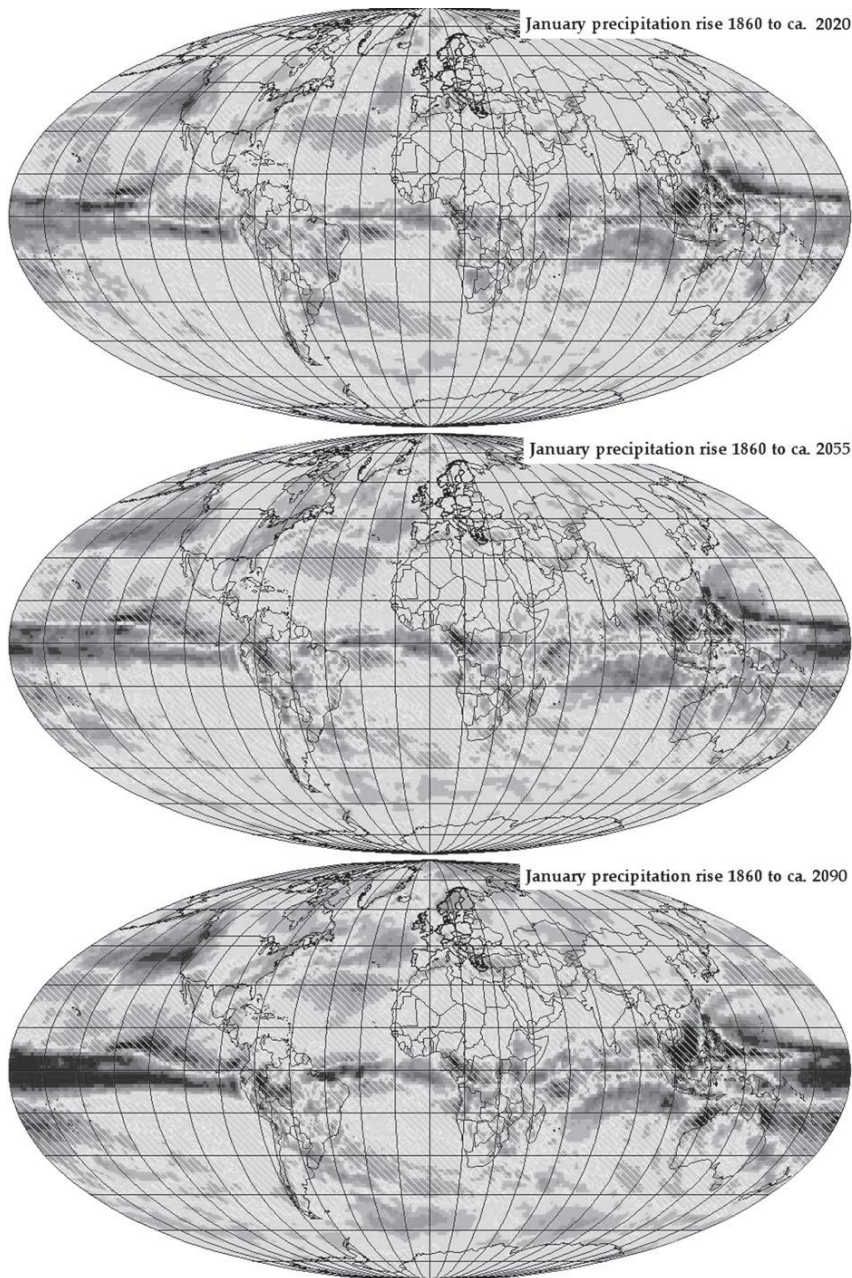 January precipitation rise 1860 to ca. 2020
January precipitation rise 1860 to ca. 2055
January precipitation rise 1860 to ca. 2090